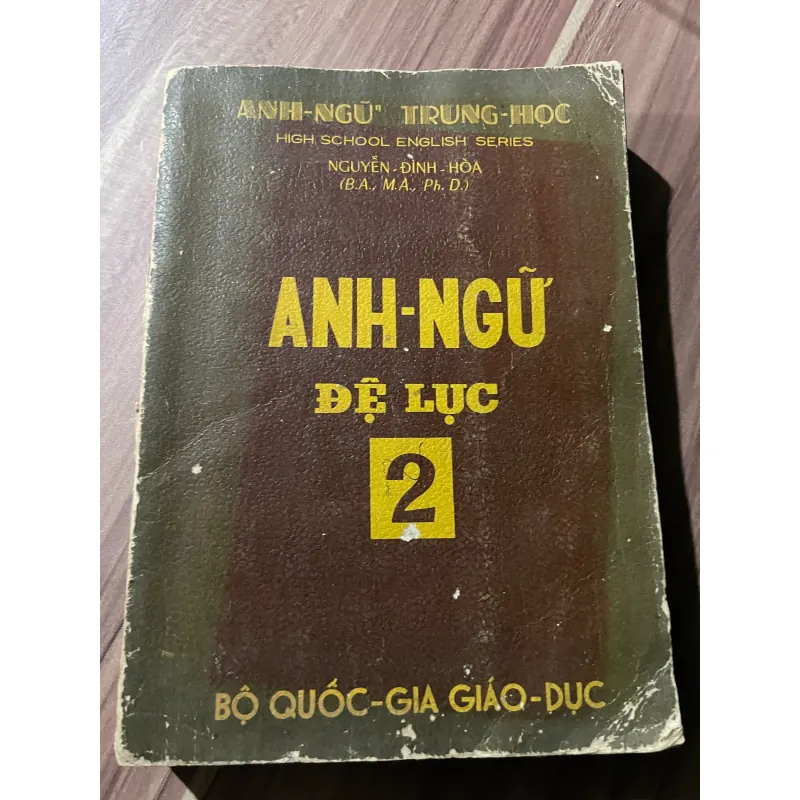 ANH-NGỮ TRUNG-HỌC
HIGH SCHOOL ENGLISH SERIES
NGUYỄN-ĐÌNH-HÒA
(B.A., M.A., Ph.D.)
ANH-NGỮ
ĐỆ LỤC
2
BỘ QUỐC-GIA GIÁO-DỤC